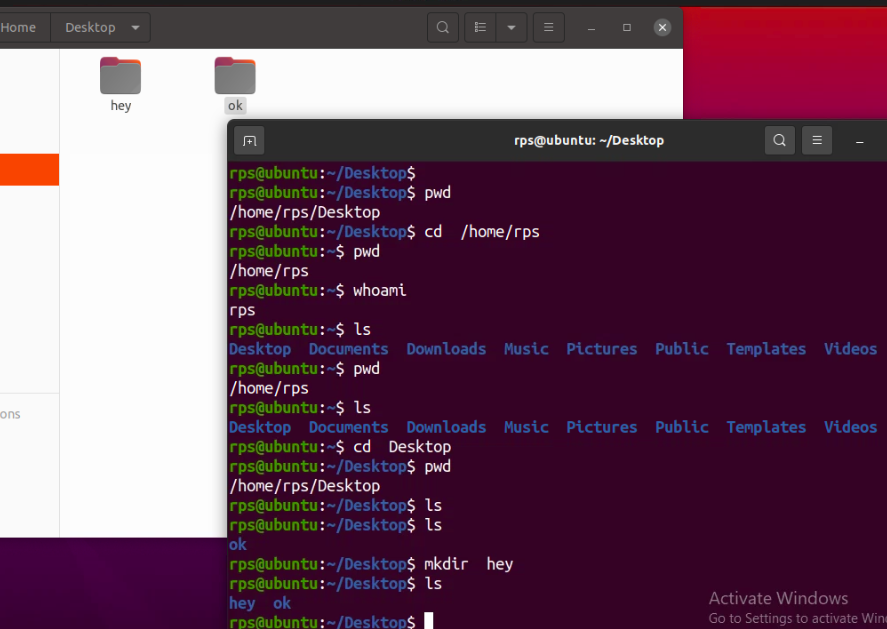 Home Desktop
hey ok
rps@ubuntu: ~/Desktop
rps@ubuntu:~/Desktop$
rps@ubuntu:~/Desktop$ pwd
/home/rps/Desktop
rps@ubuntu:~/Desktop$ cd  /home/rps
rps@ubuntu:~$ pwd
/home/rps
rps@ubuntu:~$ whoami
rps
rps@ubuntu:~$ ls
Desktop  Documents  Downloads  Music  Pictures  Public  Templates  Videos
rps@ubuntu:~$ pwd
/home/rps
rps@ubuntu:~$ ls
Desktop  Documents  Downloads  Music  Pictures  Public  Templates  Videos
rps@ubuntu:~$ cd  Desktop
rps@ubuntu:~/Desktop$ pwd
/home/rps/Desktop
rps@ubuntu:~/Desktop$ ls
rps@ubuntu:~/Desktop$ ls
ok
rps@ubuntu:~/Desktop$ mkdir  hey
rps@ubuntu:~/Desktop$ ls
hey  ok
rps@ubuntu:~/Desktop$
ons
Activate Windows
Go to Settings to activate Win